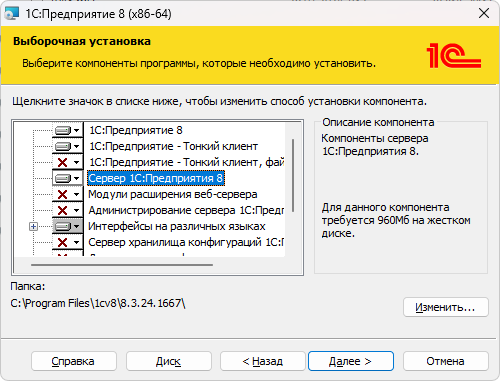 1С:Предприятие 8 (x86-64)
Выборочная установка
Выберите компоненты программы, которые необходимо установить.
1С
Щелкните значок в списке ниже, чтобы изменить способ установки компонента.
1С:Предприятие 8
1С:Предприятие - Тонкий клиент
1С:Предприятие - Тонкий клиент, фай
Сервер 1С:Предприятия 8
Модули расширения веб-сервера
Администрирование сервера 1С:Пред
Интерфейсы на различных языках
Сервер хранилища конфигураций 1С:П
Описание компонента
Компоненты сервера
1С:Предприятия 8.
Для данного компонента
требуется 960Мб на жестком
диске.
Папка:
C:\Program Files\1cv8\8.3.24.1667\
Изменить...
Справка
Диск
< Назад
Далее >
Отмена